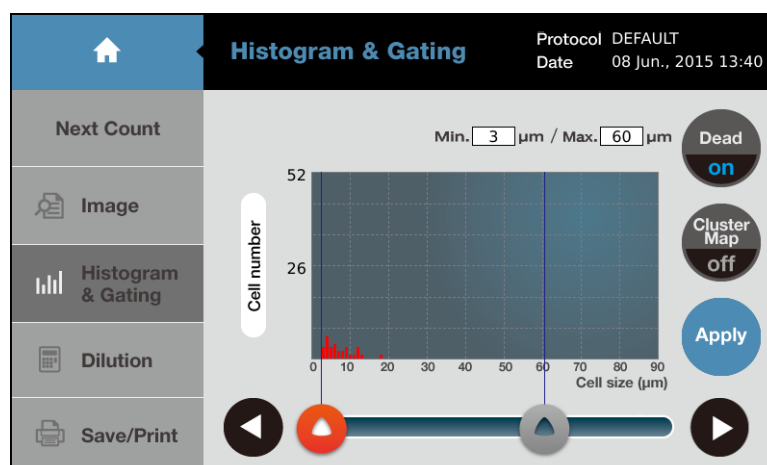 Histogram & Gating
Protocol DEFAULT
Date 08 Jun., 2015 13:40
Next Count
Image
Histogram
& Gating
Dilution
Save/Print
Min. 3 µm / Max. 60 µm
Dead
on
Cluster
Map
off
Apply
52
26
Cell number
0 10 20 30 40 50 60 70 80 90
Cell size (µm)